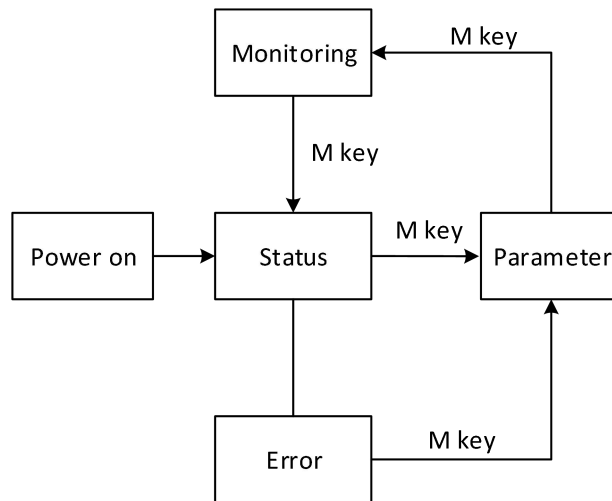 M key
Monitoring
M key
Power on
Status
M key
Parameter
Error
M key